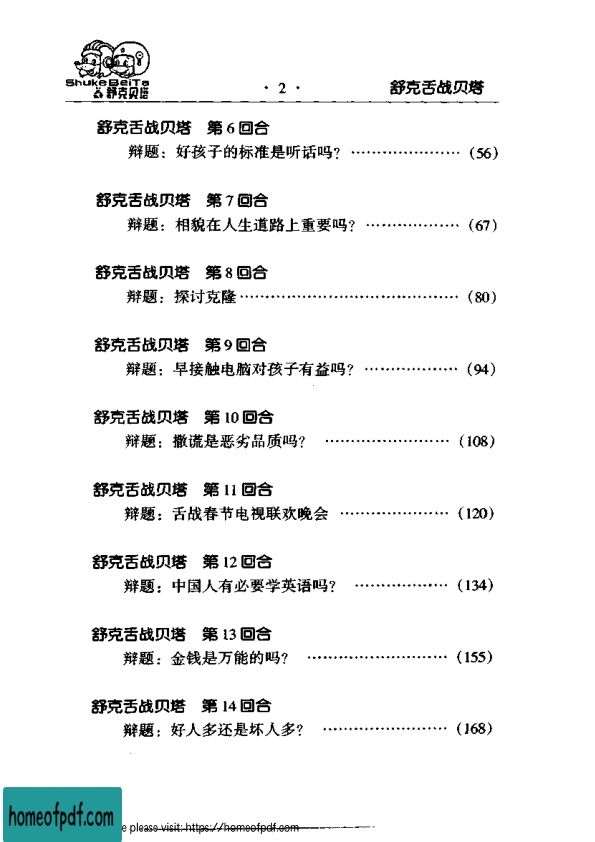 ShukeBeiTa
舒克贝塔
· 2 ·
舒克舌战贝塔
舒克舌战贝塔 第6回合
辩题：好孩子的标准是听话吗？ ………………… (56)
舒克舌战贝塔 第7回合
辩题：相貌在人生道路上重要吗？ ……………… (67)
舒克舌战贝塔 第8回合
辩题：探讨克隆…………………………………… (80)
舒克舌战贝塔 第9回合
辩题：早接触电脑对孩子有益吗？ ……………… (94)
舒克舌战贝塔 第10回合
辩题：撒谎是恶劣品质吗？ …………………… (108)
舒克舌战贝塔 第11回合
辩题：舌战春节电视联欢晚会 ………………… (120)
舒克舌战贝塔 第12回合
辩题：中国人有必要学英语吗？ ……………… (134)
舒克舌战贝塔 第13回合
辩题：金钱是万能的吗？ ……………………… (155)
舒克舌战贝塔 第14回合
辩题：好人多还是坏人多？ …………………… (168)
homeofpdf.com
e please visit: https://homeofpdf.com